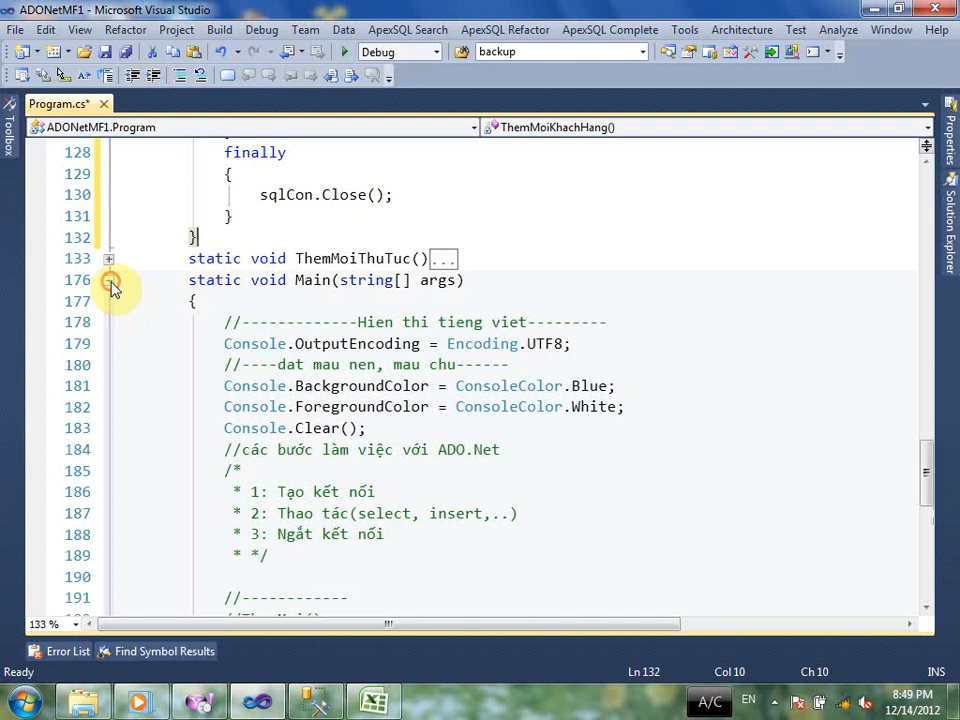 ADONetMF1 - Microsoft Visual Studio
File Edit View Refactor Project Build Debug Team Data ApexSQL Search ApexSQL Refactor ApexSQL Complete Tools Architecture Test Analyze Window Help
Debug backup
Program.cs*
Toolbox
Properties
Solution Explorer
ADONetMF1.Program ThemMoiKhachHang()
128 finally
129 {
130 sqlCon.Close();
131 }
132 }
133 static void ThemMoiThuTuc()...
176 static void Main(string[] args)
177 {
178 //-------------Hien thi tieng viet---------
179 Console.OutputEncoding = Encoding.UTF8;
180 //----dat mau nen, mau chu------
181 Console.BackgroundColor = ConsoleColor.Blue;
182 Console.ForegroundColor = ConsoleColor.White;
183 Console.Clear();
184 //các bước làm việc với ADO.Net
185 /*
186 * 1: Tạo kết nối
187 * 2: Thao tác(select, insert,..)
188 * 3: Ngắt kết nối
189 * */
190
191 //------------
133 %
Error List Find Symbol Results
Ready Ln 132 Col 10 Ch 10 INS
A/C EN 8:49 PM
12/14/2012